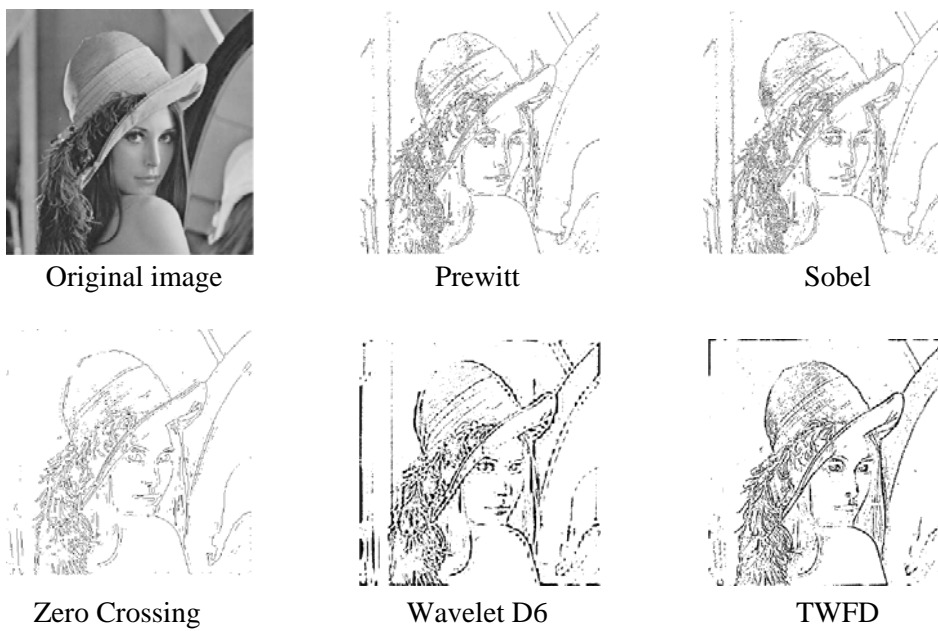 Original image
Prewitt
Sobel
Zero Crossing
Wavelet D6
TWFD